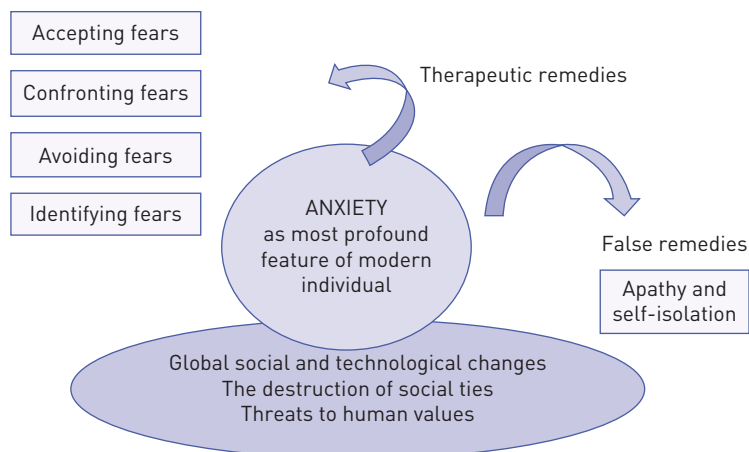 Accepting fears
Confronting fears
Avoiding fears
Identifying fears
Therapeutic remedies
ANXIETY
as most profound
feature of modern
individual
False remedies
Apathy and
self-isolation
Global social and technological changes
The destruction of social ties
Threats to human values